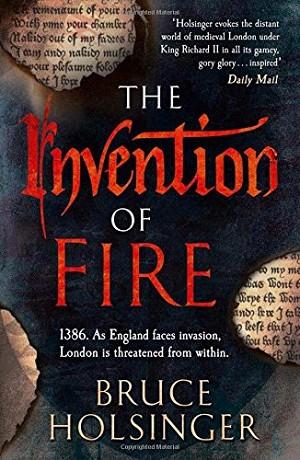 'Holsinger evokes the distant
world of medieval London under
King Richard II in all its gamey,
gory glory . . . inspired'
Daily Mail
THE
Invention
OF
FIRE
1386. As England faces invasion,
London is threatened from within.
BRUCE
HOLSINGER